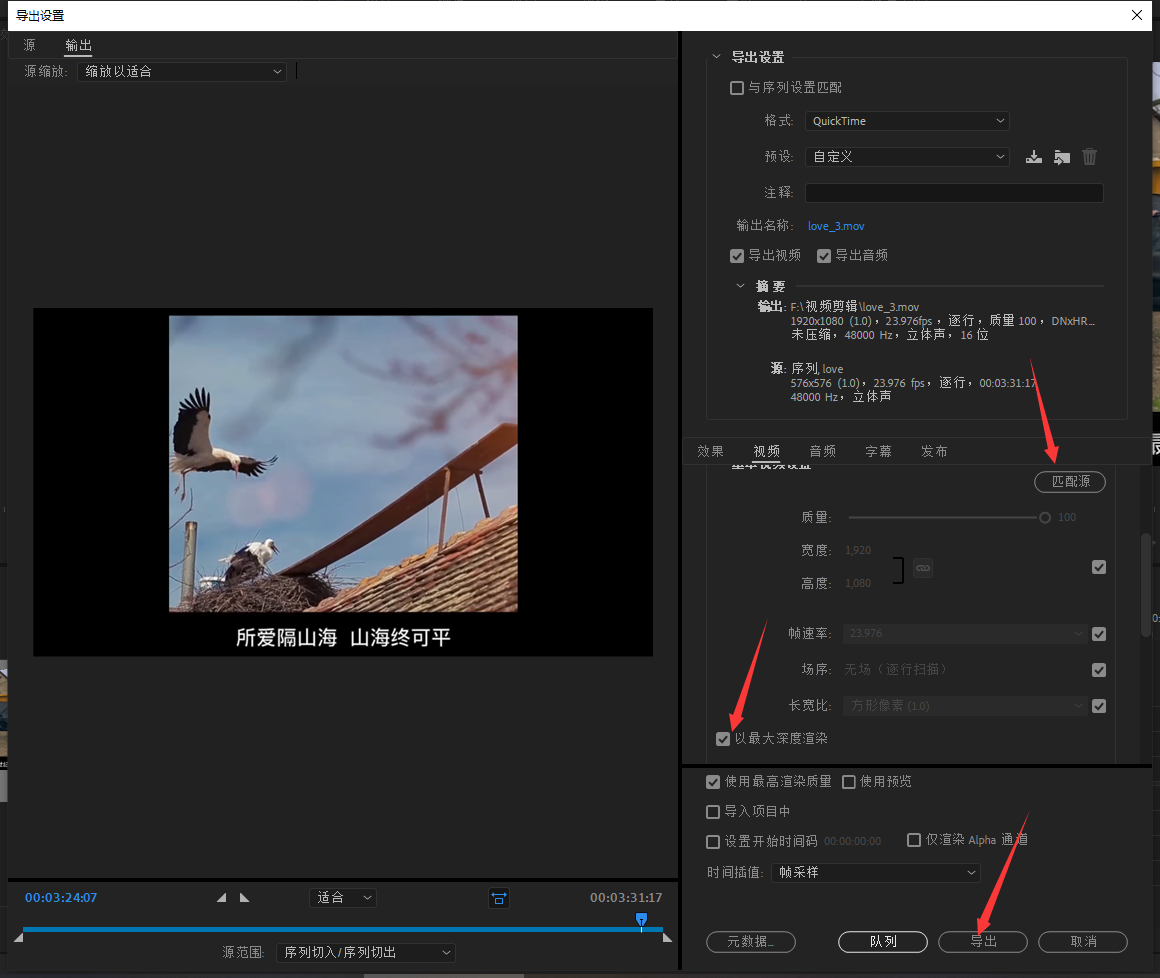 导出设置
源 输出
源缩放: 缩放以适合
导出设置
与序列设置匹配
格式: QuickTime
预设: 自定义
注释:
输出名称: love_3.mov
导出视频 导出音频
摘要
输出: F:\视频剪辑\love_3.mov
1920x1080 (1.0), 23.976fps, 逐行, 质量 100, DNxHR...
未压缩, 48000 Hz, 立体声, 16 位
源: 序列, love
576x576 (1.0), 23.976 fps, 逐行, 00:03:31:17
48000 Hz, 立体声
效果 视频 音频 字幕 发布
基本视频设置
匹配源
质量: 100
宽度: 1,920
高度: 1,080
帧速率: 23.976
场序: 无场（逐行扫描）
长宽比: 方形像素 (1.0)
以最大深度渲染
所爱隔山海 山海终可平
使用最高渲染质量 使用预览
导入项目中
设置开始时间码 00:00:00:00 仅渲染 Alpha 通道
时间插值: 帧采样
00:03:24:07 适合 00:03:31:17
源范围: 序列切入/序列切出
元数据... 队列 导出 取消